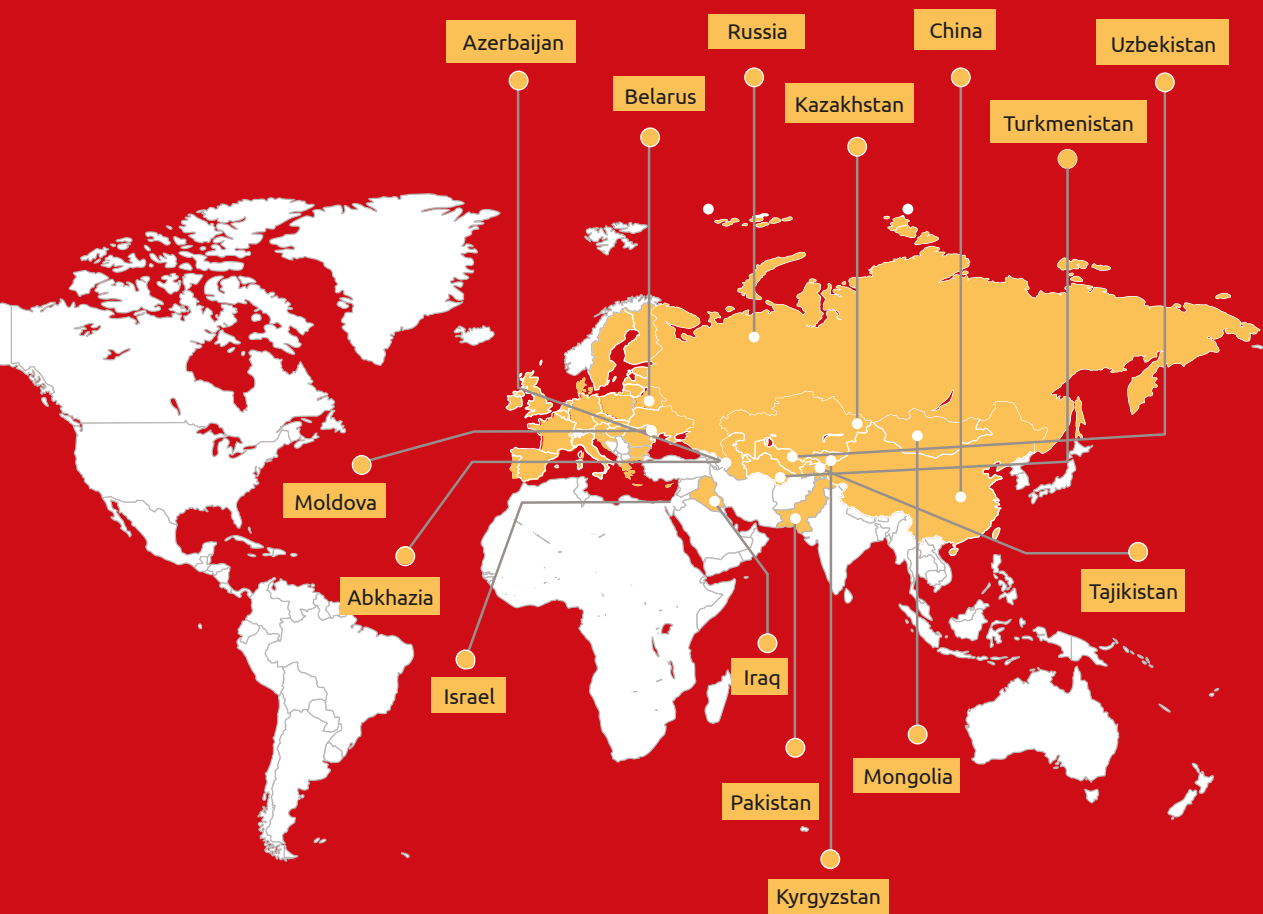 Azerbaijan
Russia
China
Uzbekistan
Belarus
Kazakhstan
Turkmenistan
Moldova
Abkhazia
Tajikistan
Israel
Iraq
Mongolia
Pakistan
Kyrgyzstan